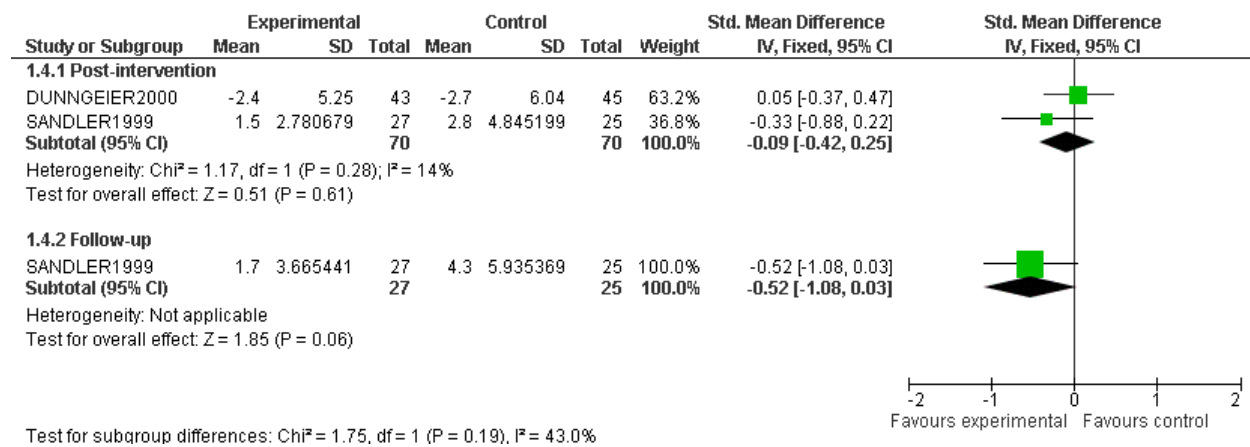 Experimental Control Std. Mean Difference Std. Mean Difference
Study or Subgroup Mean SD Total Mean SD Total Weight IV, Fixed, 95% CI IV, Fixed, 95% CI
1.4.1 Post-intervention
DUNNGEIER2000 -2.4 5.25 43 -2.7 6.04 45 63.2% 0.05 [-0.37, 0.47]
SANDLER1999 1.5 2.780679 27 2.8 4.845199 25 36.8% -0.33 [-0.88, 0.22]
Subtotal (95% CI) 70 70 100.0% -0.09 [-0.42, 0.25]
Heterogeneity: Chi² = 1.17, df = 1 (P = 0.28); I² = 14%
Test for overall effect: Z = 0.51 (P = 0.61)
1.4.2 Follow-up
SANDLER1999 1.7 3.665441 27 4.3 5.935369 25 100.0% -0.52 [-1.08, 0.03]
Subtotal (95% CI) 27 25 100.0% -0.52 [-1.08, 0.03]
Heterogeneity: Not applicable
Test for overall effect: Z = 1.85 (P = 0.06)
-2 -1 0 1 2
Favours experimental Favours control
Test for subgroup differences: Chi² = 1.75, df = 1 (P = 0.19), I² = 43.0%